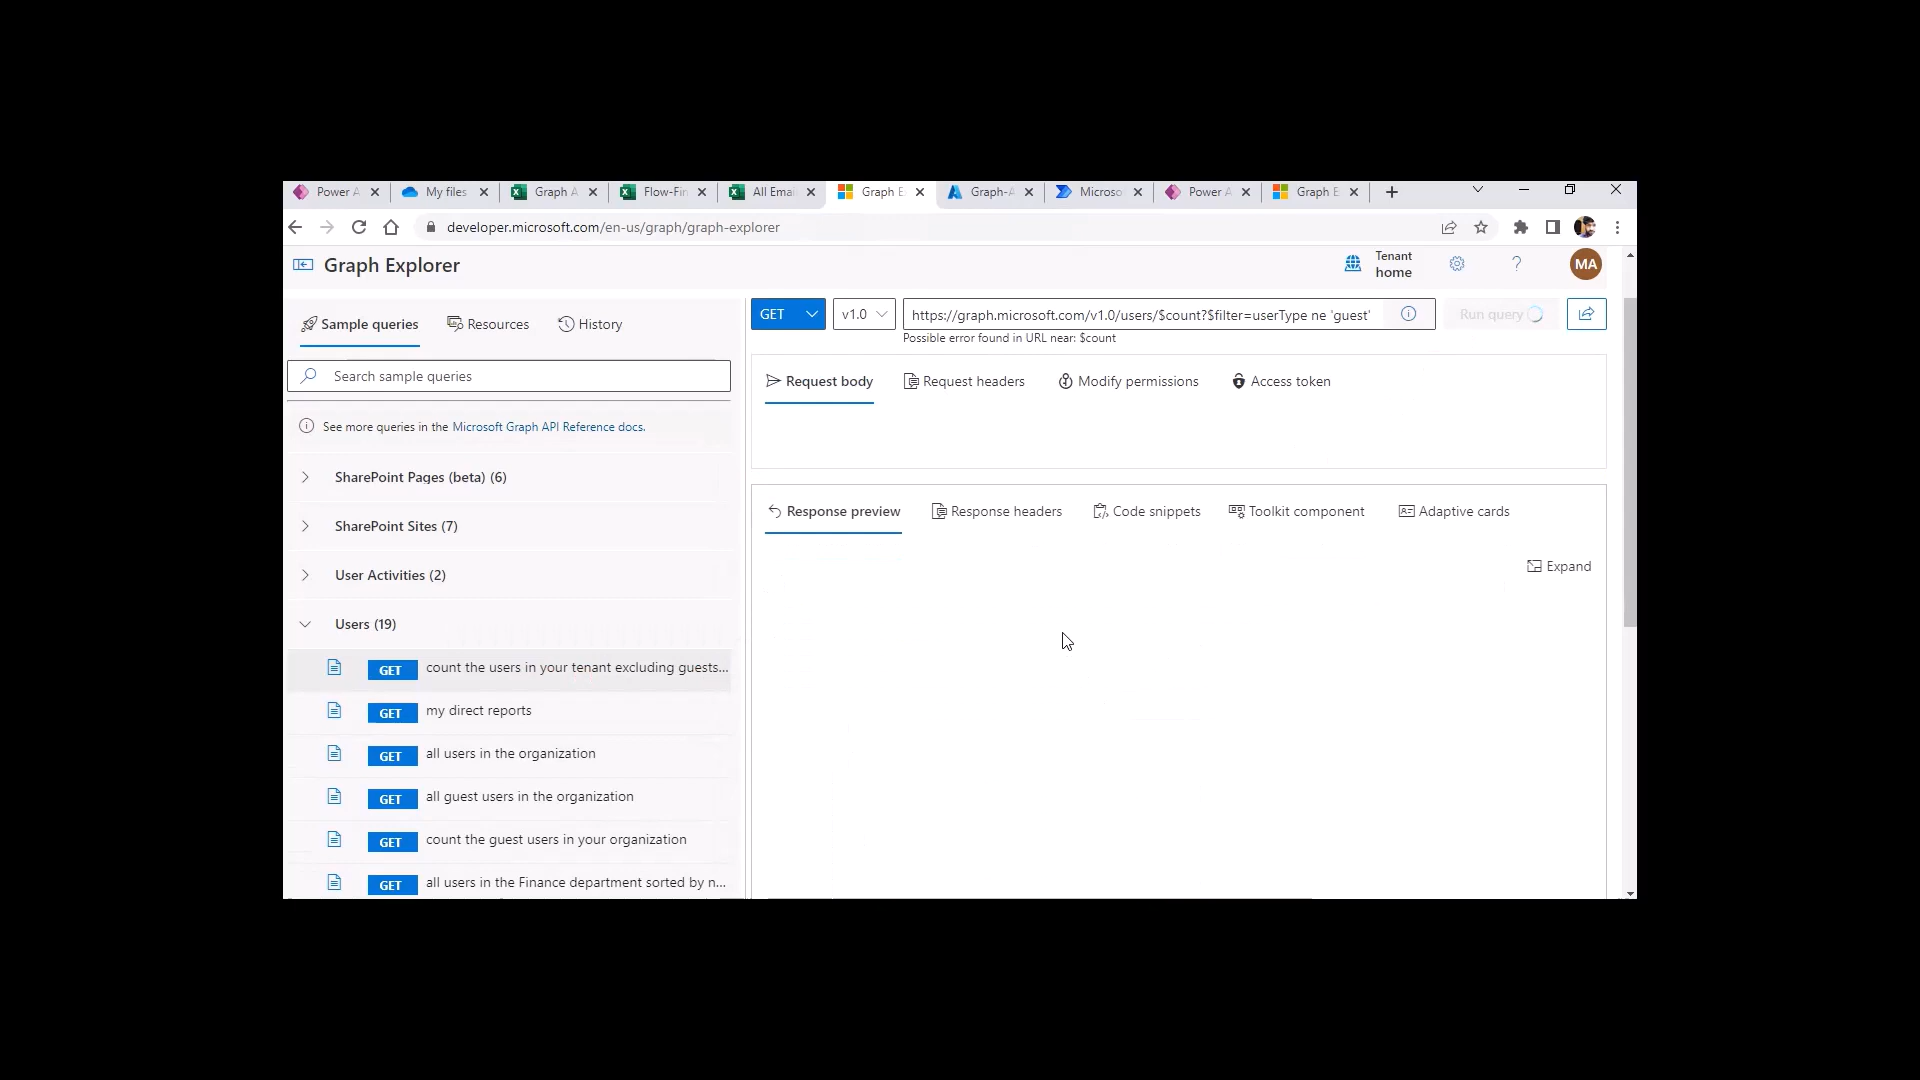 Power A
My files
Graph A
Flow-Fin
All Emai
Graph E
Graph-A
Microso
Power A
Graph E
developer.microsoft.com/en-us/graph/graph-explorer
Graph Explorer
Tenant
home
?
MA
Sample queries
Resources
History
GET
v1.0
https://graph.microsoft.com/v1.0/users/$count?$filter=userType ne 'guest'
Run query
Possible error found in URL near: $count
Search sample queries
Request body
Request headers
Modify permissions
Access token
See more queries in the Microsoft Graph API Reference docs.
SharePoint Pages (beta) (6)
SharePoint Sites (7)
User Activities (2)
Users (19)
GET count the users in your tenant excluding guests...
GET my direct reports
GET all users in the organization
GET all guest users in the organization
GET count the guest users in your organization
GET all users in the Finance department sorted by n...
Response preview
Response headers
Code snippets
Toolkit component
Adaptive cards
Expand